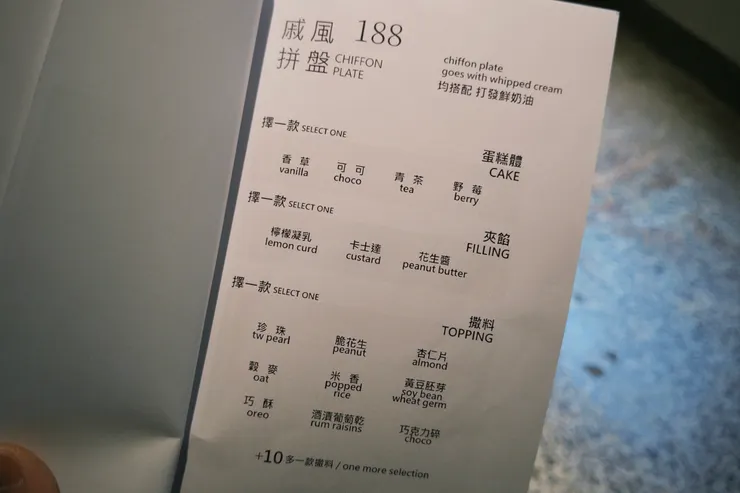 戚風 188
拼盤 CHIFFON
PLATE
chiffon plate
goes with whipped cream
均搭配 打發鮮奶油
擇一款 SELECT ONE
蛋糕體
CAKE
香草 可可 青茶 野莓
vanilla choco tea berry
擇一款 SELECT ONE
夾餡
FILLING
檸檬凝乳 卡士達 花生醬
lemon curd custard peanut butter
擇一款 SELECT ONE
撒料
TOPPING
珍珠 脆花生 杏仁片
tw pearl peanut almond
穀麥 米香 黃豆胚芽
oat popped rice soy bean wheat germ
巧酥 酒漬葡萄乾 巧克力碎
oreo rum raisins choco
+10 多一款撒料 / one more selection